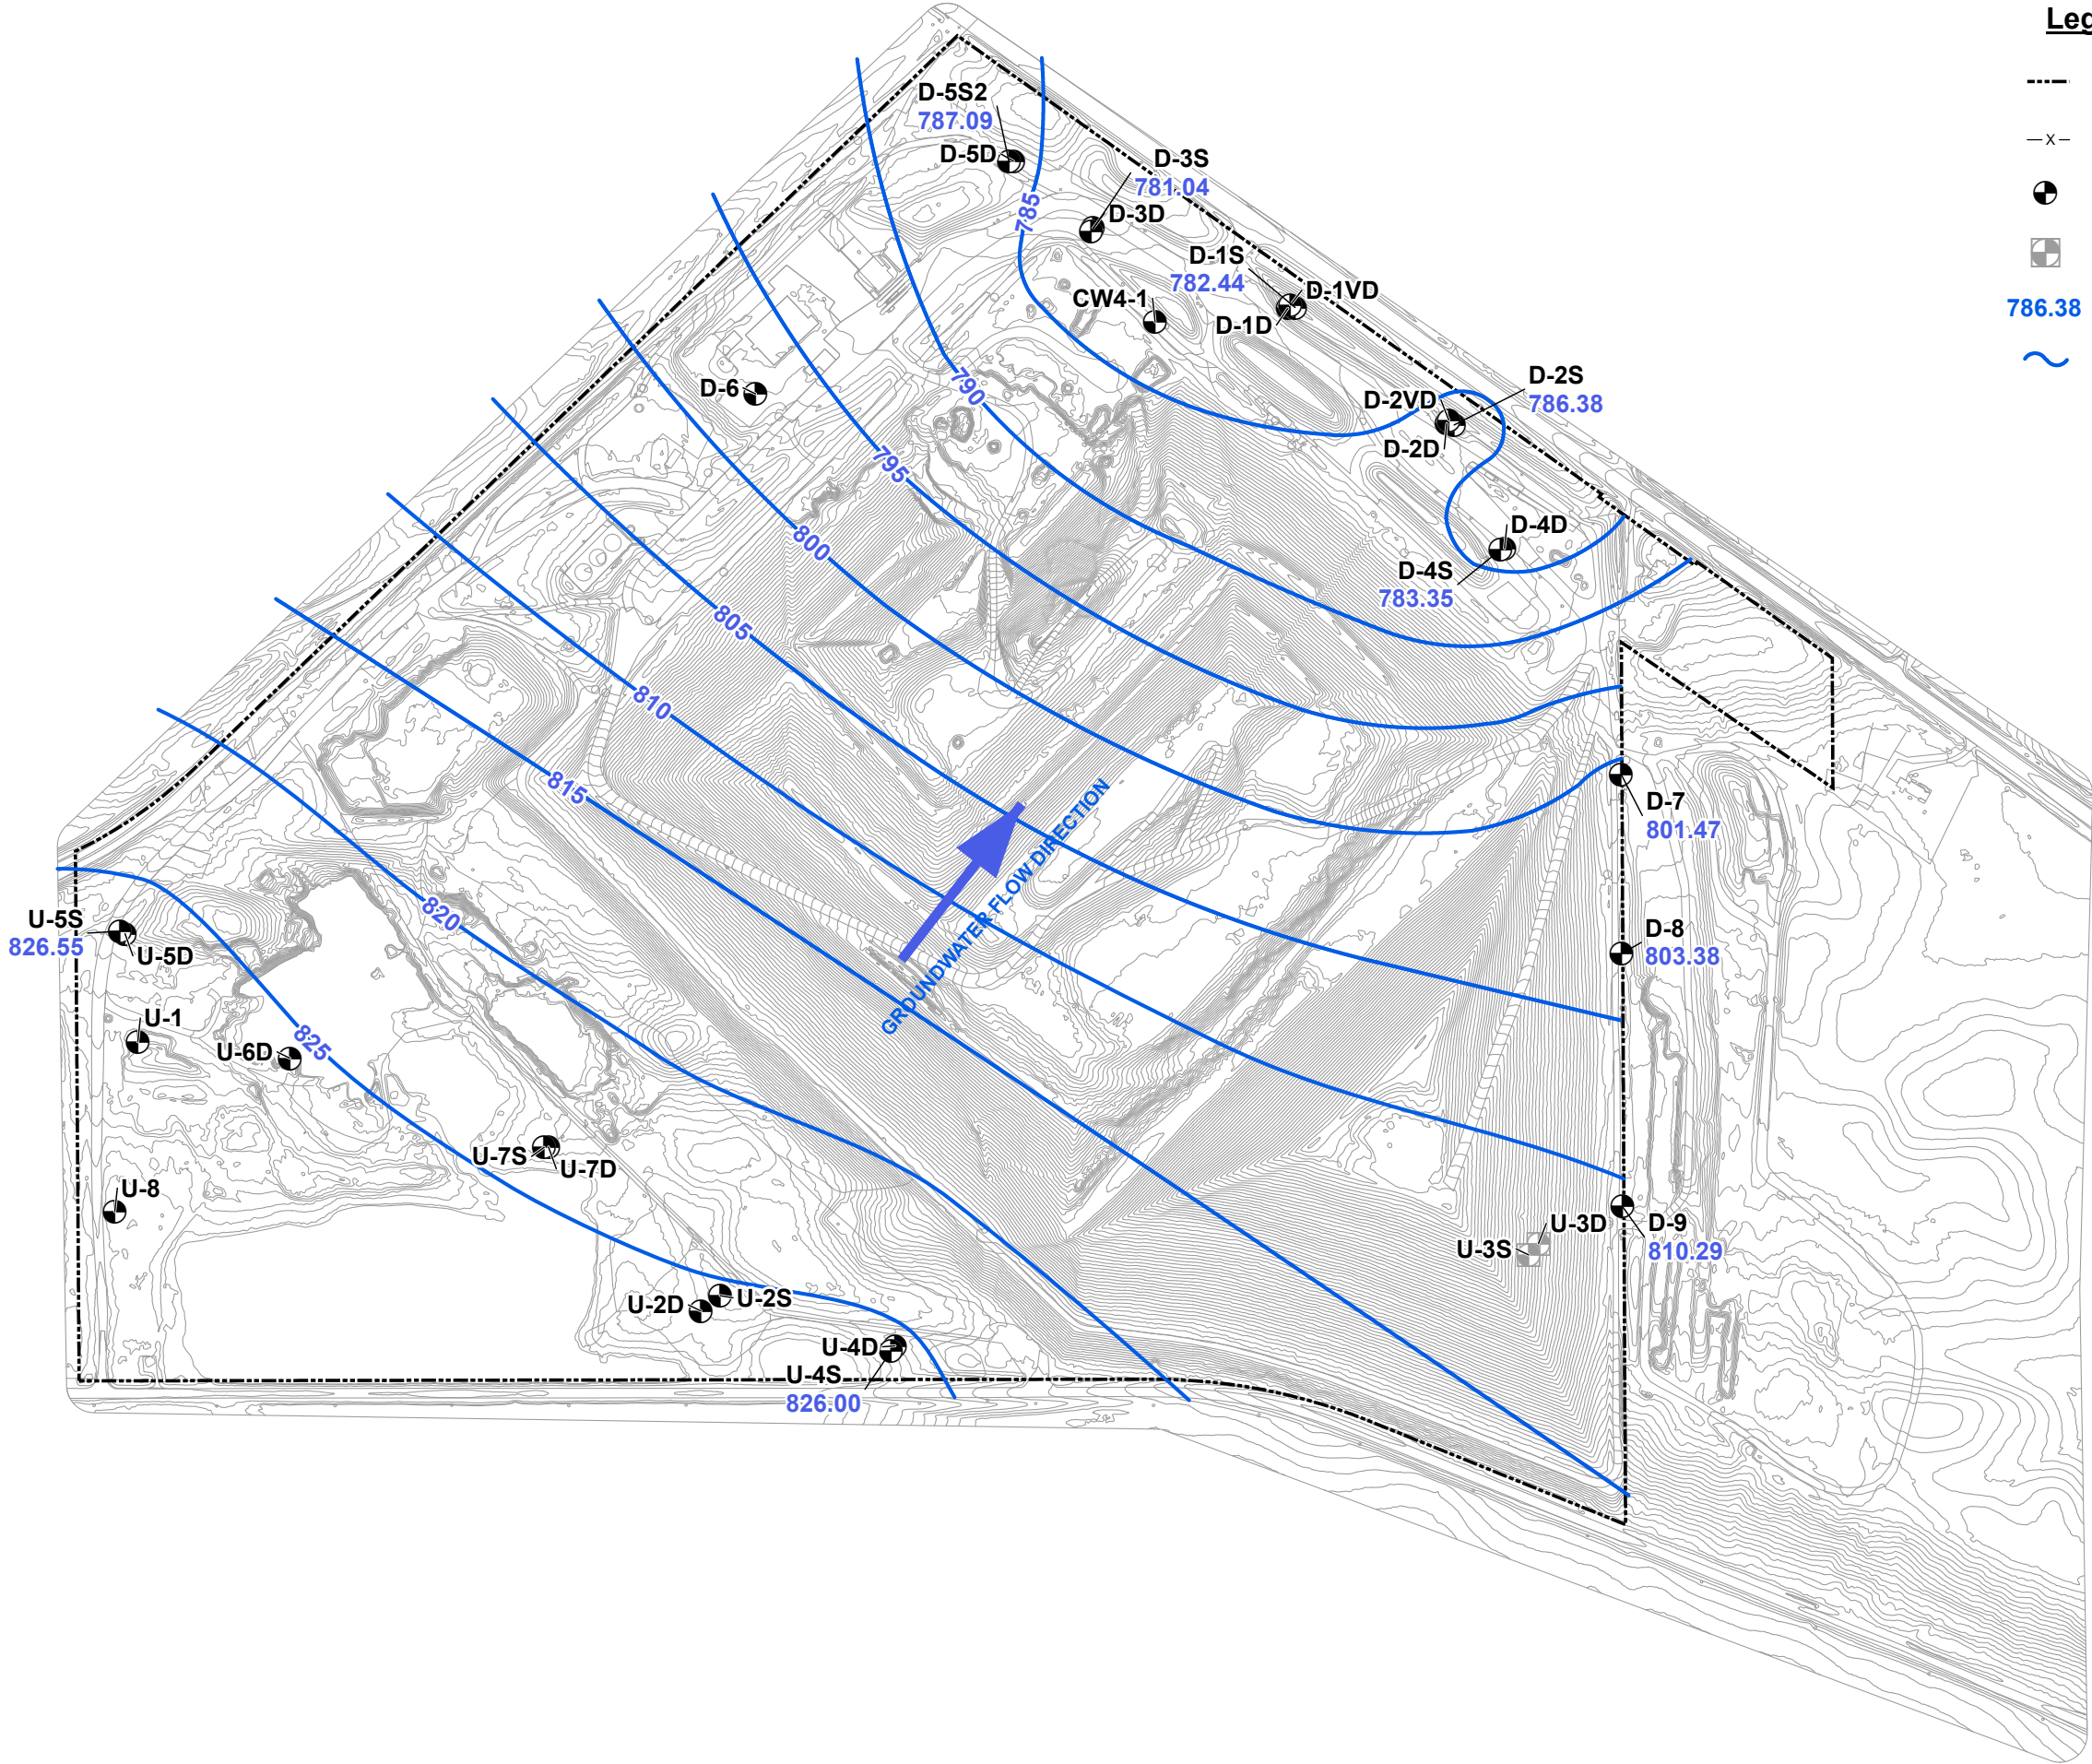 Leg
D-5S2
787.09
D-5D
D-3S
781.04
D-3D
785
D-1S
782.44
D-1VD
CW4-1
D-1D
786.38
D-6
790
D-2S
786.38
D-2VD
D-2D
795
800
D-4D
D-4S
783.35
805
810
815
D-7
801.47
GROUNDWATER FLOW DIRECTION
820
U-5S
826.55
U-5D
D-8
803.38
U-1
U-6D
825
U-7S
U-7D
U-8
U-3D
U-3S
D-9
810.29
U-2D
U-2S
U-4D
U-4S
826.00
X